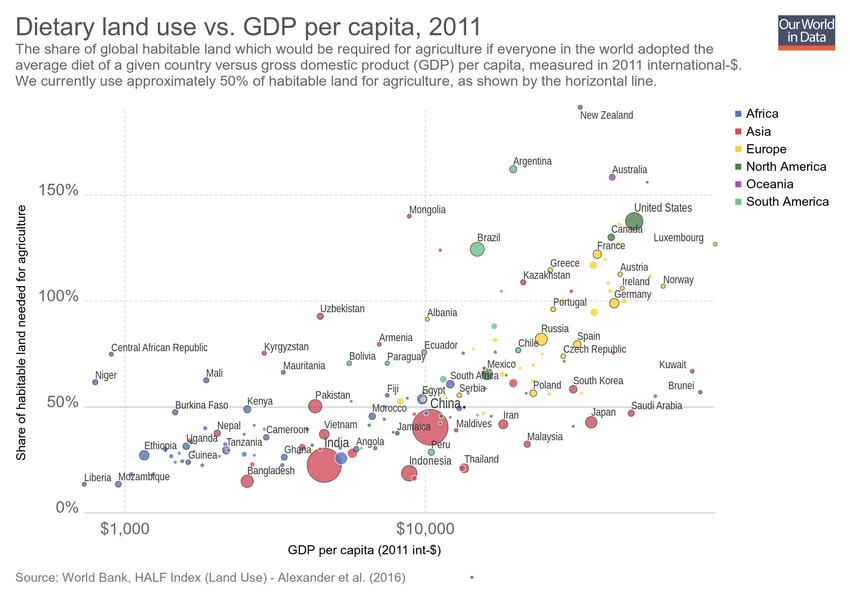 Dietary land use vs. GDP per capita, 2011
Our World
in Data
The share of global habitable land which would be required for agriculture if everyone in the world adopted the
average diet of a given country versus gross domestic product (GDP) per capita, measured in 2011 international-$.
We currently use approximately 50% of habitable land for agriculture, as shown by the horizontal line.
New Zealand
Africa
Asia
Europe
North America
Oceania
South America
Argentina
Australia
150%
Mongolia
United States
Brazil
Canada
Luxembourg
France
Greece
Austria
Kazakhstan
Ireland
Norway
100%
Germany
Portugal
Uzbekistan
Albania
Russia
Spain
Armenia
Ecuador
Chile
Czech Republic
Central African Republic
Kyrgyzstan
Bolivia
Paraguay
Mauritania
Mexico
Kuwait
Niger
Mali
South Africa
South Korea
Fiji
Egypt
Serbia
Poland
Brunei
Pakistan
50%
Burkina Faso
Kenya
Morocco
China
Saudi Arabia
Iran
Japan
Nepal
Cameroon
Vietnam
Jamaica
Maldives
Malaysia
Ethiopia
Uganda
Tanzania
India
Angola
Peru
Guinea
Ghana
Indonesia
Thailand
Liberia
Mozambique
Bangladesh
0%
$1,000
$10,000
Share of habitable land needed for agriculture
GDP per capita (2011 int-$)
Source: World Bank, HALF Index (Land Use) - Alexander et al. (2016)